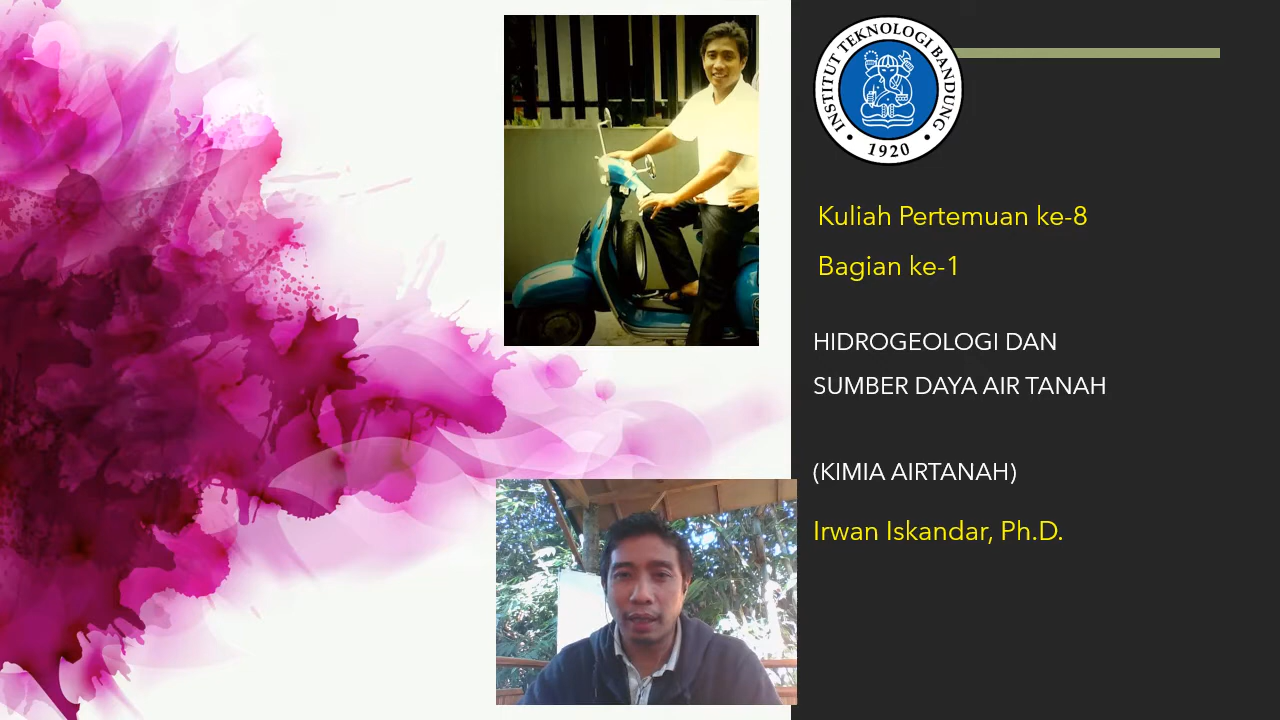 INSTITUT TEKNOLOGI BANDUNG
1920
Kuliah Pertemuan ke-8
Bagian ke-1
HIDROGEOLOGI DAN
SUMBER DAYA AIR TANAH
(KIMIA AIRTANAH)
Irwan Iskandar, Ph.D.